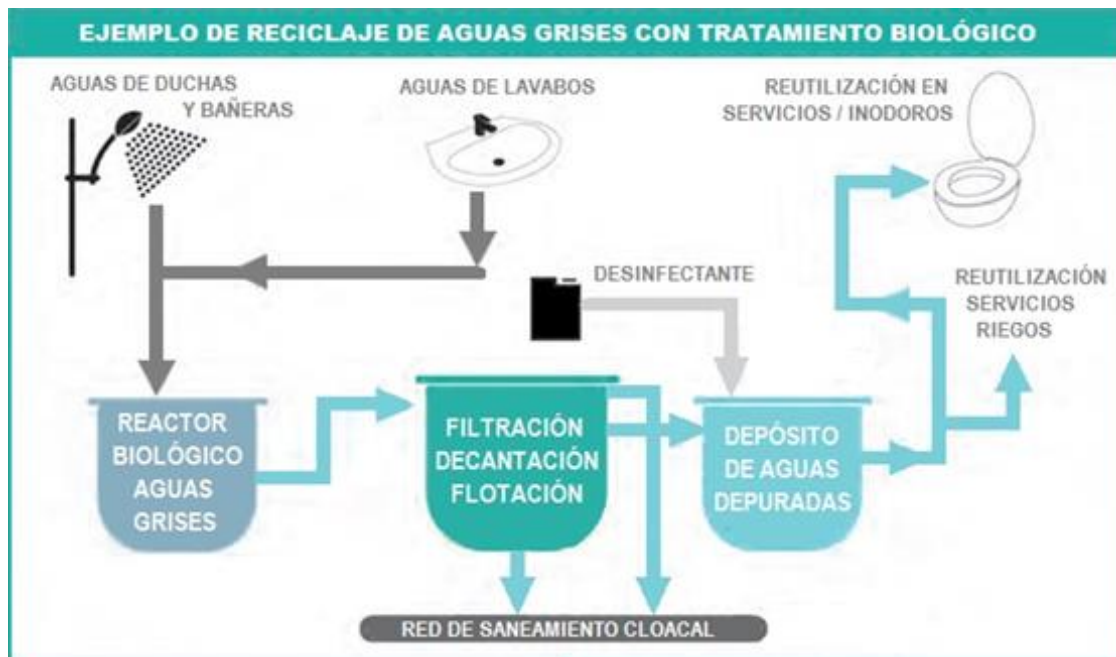 EJEMPLO DE RECICLAJE DE AGUAS GRISES CON TRATAMIENTO BIOLÓGICO
AGUAS DE DUCHAS
Y BAÑERAS
AGUAS DE LAVABOS
REUTILIZACIÓN EN
SERVICIOS / INODOROS
DESINFECTANTE
REUTILIZACIÓN
SERVICIOS
RIEGOS
REACTOR
BIOLÓGICO
AGUAS
GRISES
FILTRACIÓN
DECANTACIÓN
FLOTACIÓN
DEPÓSITO
DE AGUAS
DEPURADAS
RED DE SANEAMIENTO CLOACAL